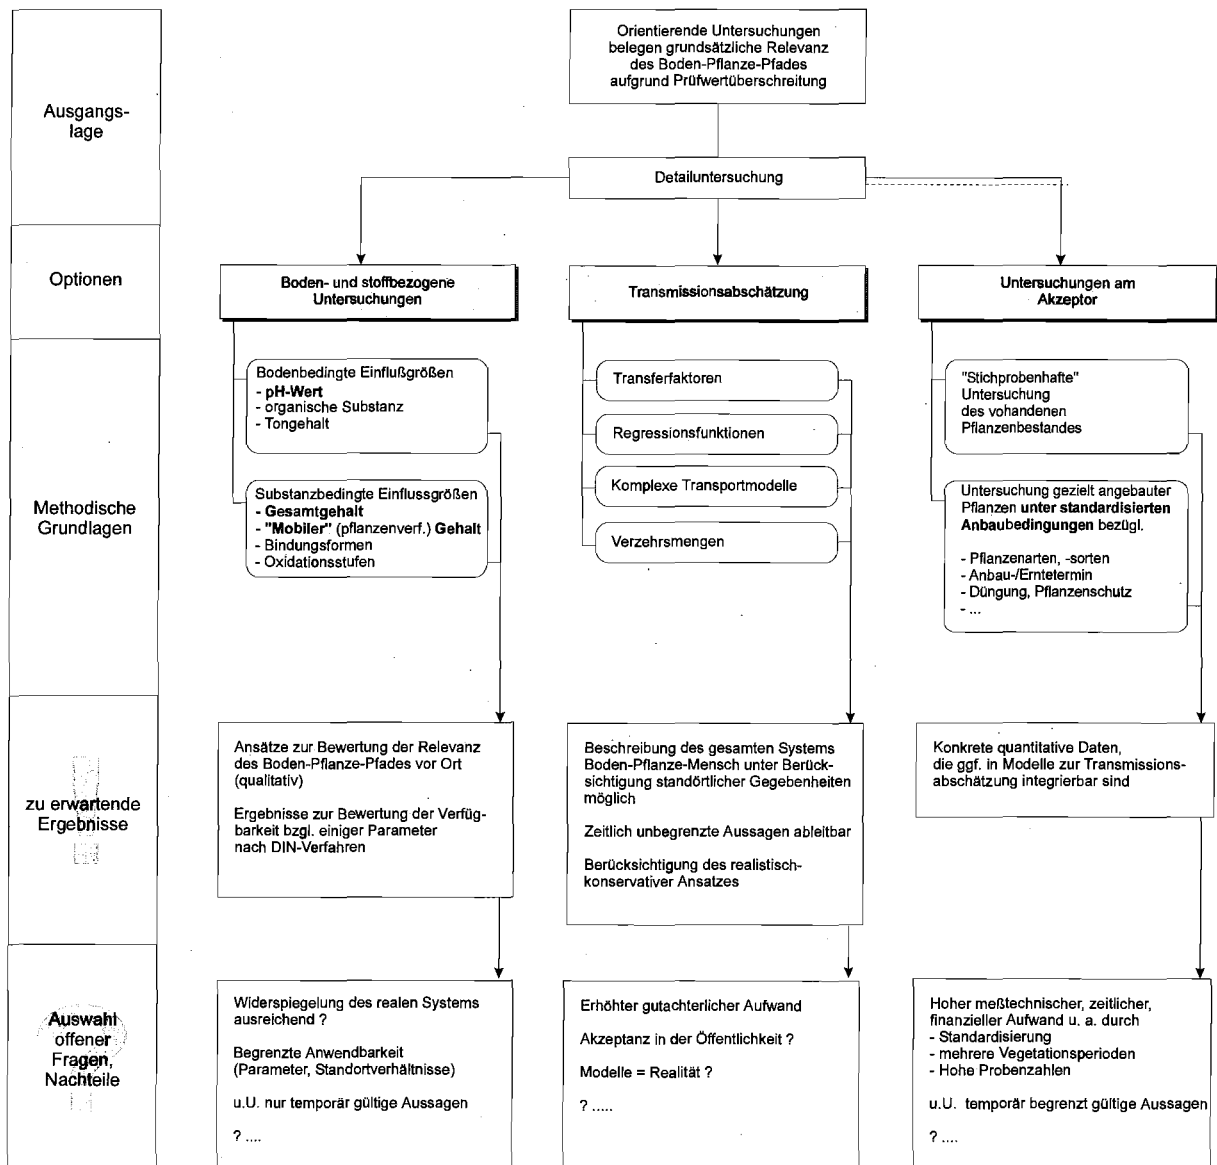 Orientierende Untersuchungen
belegen grundsätzliche Relevanz
des Boden-Pflanze-Pfades
aufgrund Prüfwertüberschreitung
Ausgangs-
lage
Detailuntersuchung
Optionen
Boden- und stoffbezogene
Untersuchungen
Transmissionsabschätzung
Untersuchungen am
Akzeptor
Methodische
Grundlagen
Bodenbedingte Einflußgrößen
- pH-Wert
- organische Substanz
- Tongehalt
Substanzbedingte Einflussgrößen
- Gesamtgehalt
- "Mobiler" (pflanzenverf.) Gehalt
- Bindungsformen
- Oxidationsstufen
Transferfaktoren
Regressionsfunktionen
Komplexe Transportmodelle
Verzehrsmengen
"Stichprobenhafte"
Untersuchung
des vohandenen
Pflanzenbestandes
Untersuchung gezielt angebauter
Pflanzen unter standardisierten
Anbaubedingungen bezügl.
- Pflanzenarten, -sorten
- Anbau-/Erntetermin
- Düngung, Pflanzenschutz
- ...
zu erwartende
Ergebnisse
Ansätze zur Bewertung der Relevanz
des Boden-Pflanze-Pfades vor Ort
(qualitativ)
Ergebnisse zur Bewertung der Verfüg-
barkeit bzgl. einiger Parameter
nach DIN-Verfahren
Beschreibung des gesamten Systems
Boden-Pflanze-Mensch unter Berück-
sichtigung standörtlicher Gegebenheiten
möglich
Zeitlich unbegrenzte Aussagen ableitbar
Berücksichtigung des realistisch-
konservativer Ansatzes
Konkrete quantitative Daten,
die ggf. in Modelle zur Transmissions-
abschätzung integrierbar sind
Auswahl
offener
Fragen,
Nachteile
Widerspiegelung des realen Systems
ausreichend ?
Begrenzte Anwendbarkeit
(Parameter, Standortverhältnisse)
u.U. nur temporär gültige Aussagen
? ....
Erhöhter gutachterlicher Aufwand
Akzeptanz in der Öffentlichkeit ?
Modelle = Realität ?
? .....
Hoher meßtechnischer, zeitlicher,
finanzieller Aufwand u. a. durch
- Standardisierung
- mehrere Vegetationsperioden
- Hohe Probenzahlen
u.U. temporär begrenzt gültige Aussagen
? ....